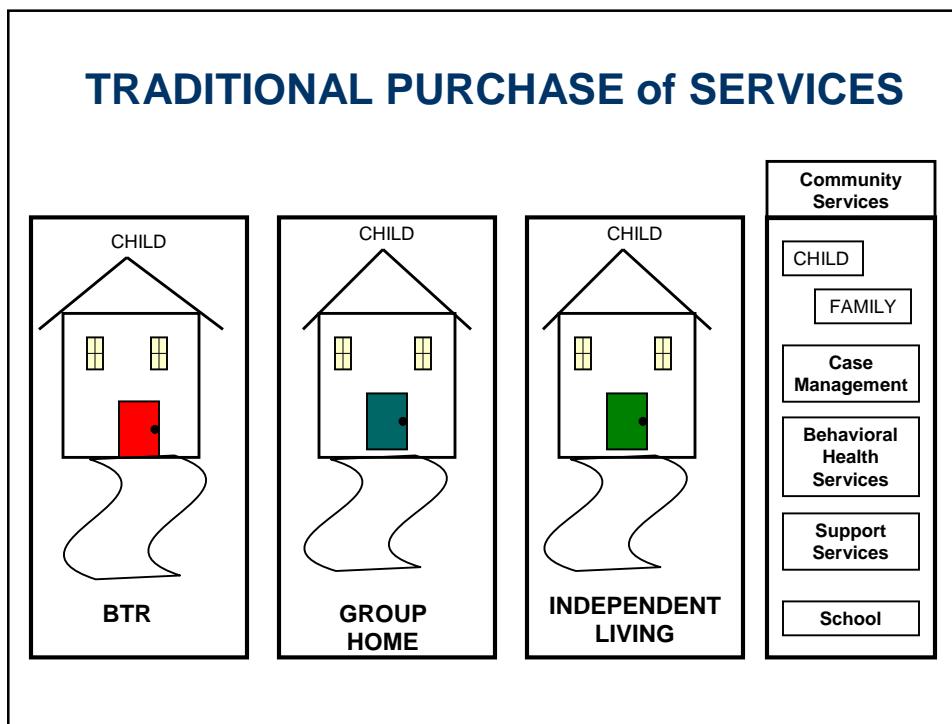 TRADITIONAL PURCHASE of SERVICES
CHILD
BTR
CHILD
GROUP
HOME
CHILD
INDEPENDENT
LIVING
Community
Services
CHILD
FAMILY
Case
Management
Behavioral
Health
Services
Support
Services
School